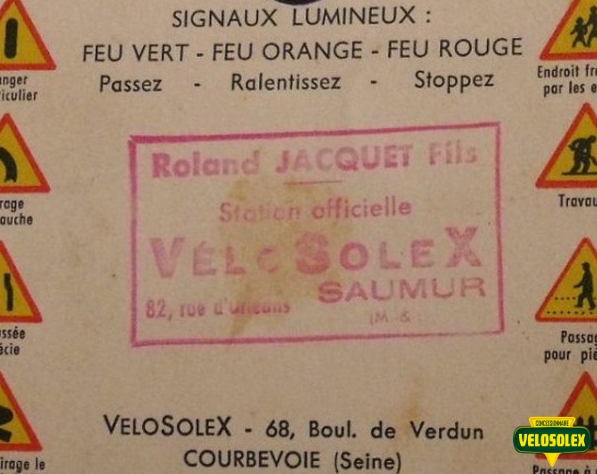 SIGNAUX LUMINEUX :
FEU VERT - FEU ORANGE - FEU ROUGE
Passez - Ralentissez - Stoppez
anger
ticulier
Endroit fr
par les e
Roland JACQUET Fils
Station officielle
VÉLOSOLEX
SAUMUR
82, rue d'Orléans
(M. &
rage
auche
Travau
ssée
écie
Passag
pour pié
VELOSOLEX - 68, Boul. de Verdun
COURBEVOIE (Seine)
irage le
Passage à
CONCESSIONNAIRE
VELOSOLEX